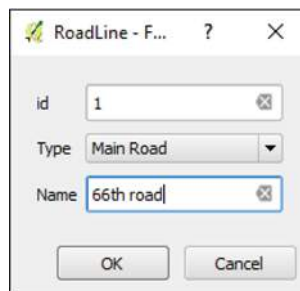 RoadLine - F... ?
id 1
Type Main Road
Name 66th road
OK Cancel